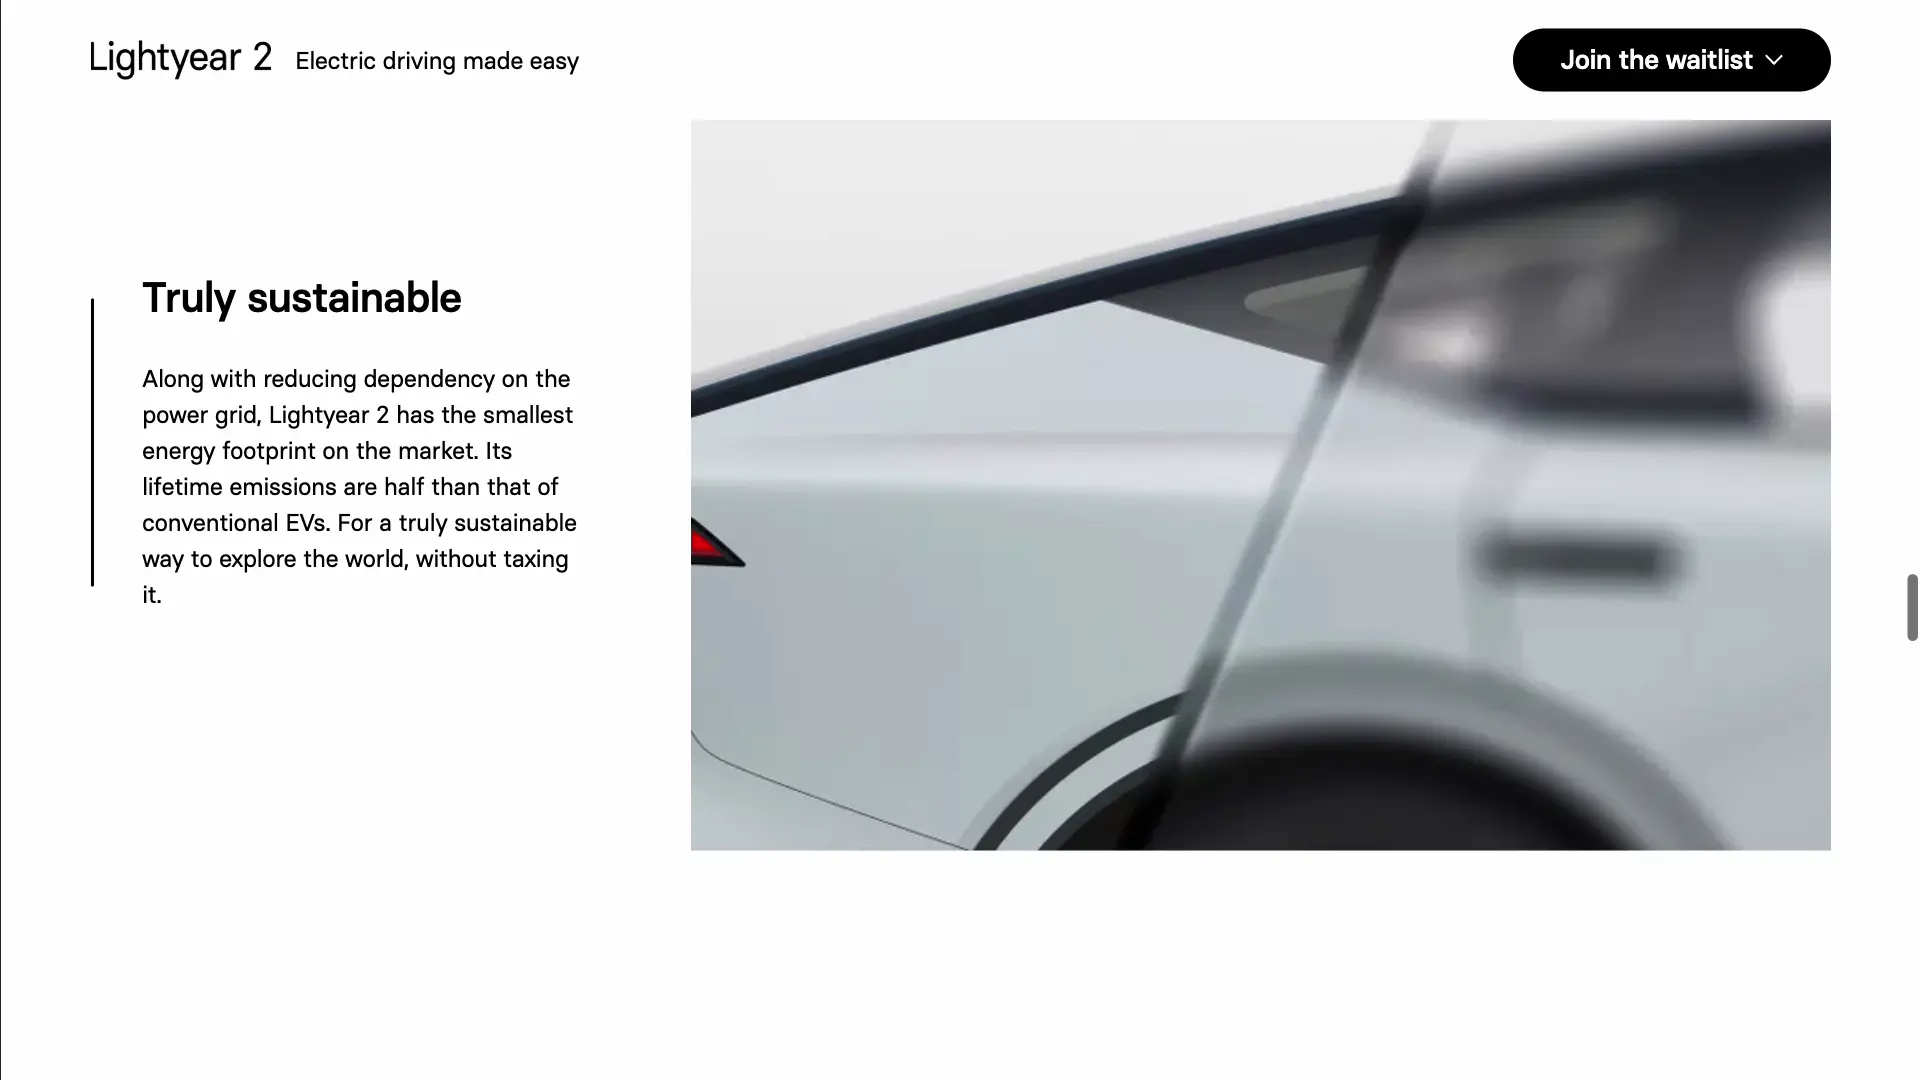 Lightyear 2 Electric driving made easy
Join the waitlist
Truly sustainable
Along with reducing dependency on the
power grid, Lightyear 2 has the smallest
energy footprint on the market. Its
lifetime emissions are half than that of
conventional EVs. For a truly sustainable
way to explore the world, without taxing
it.